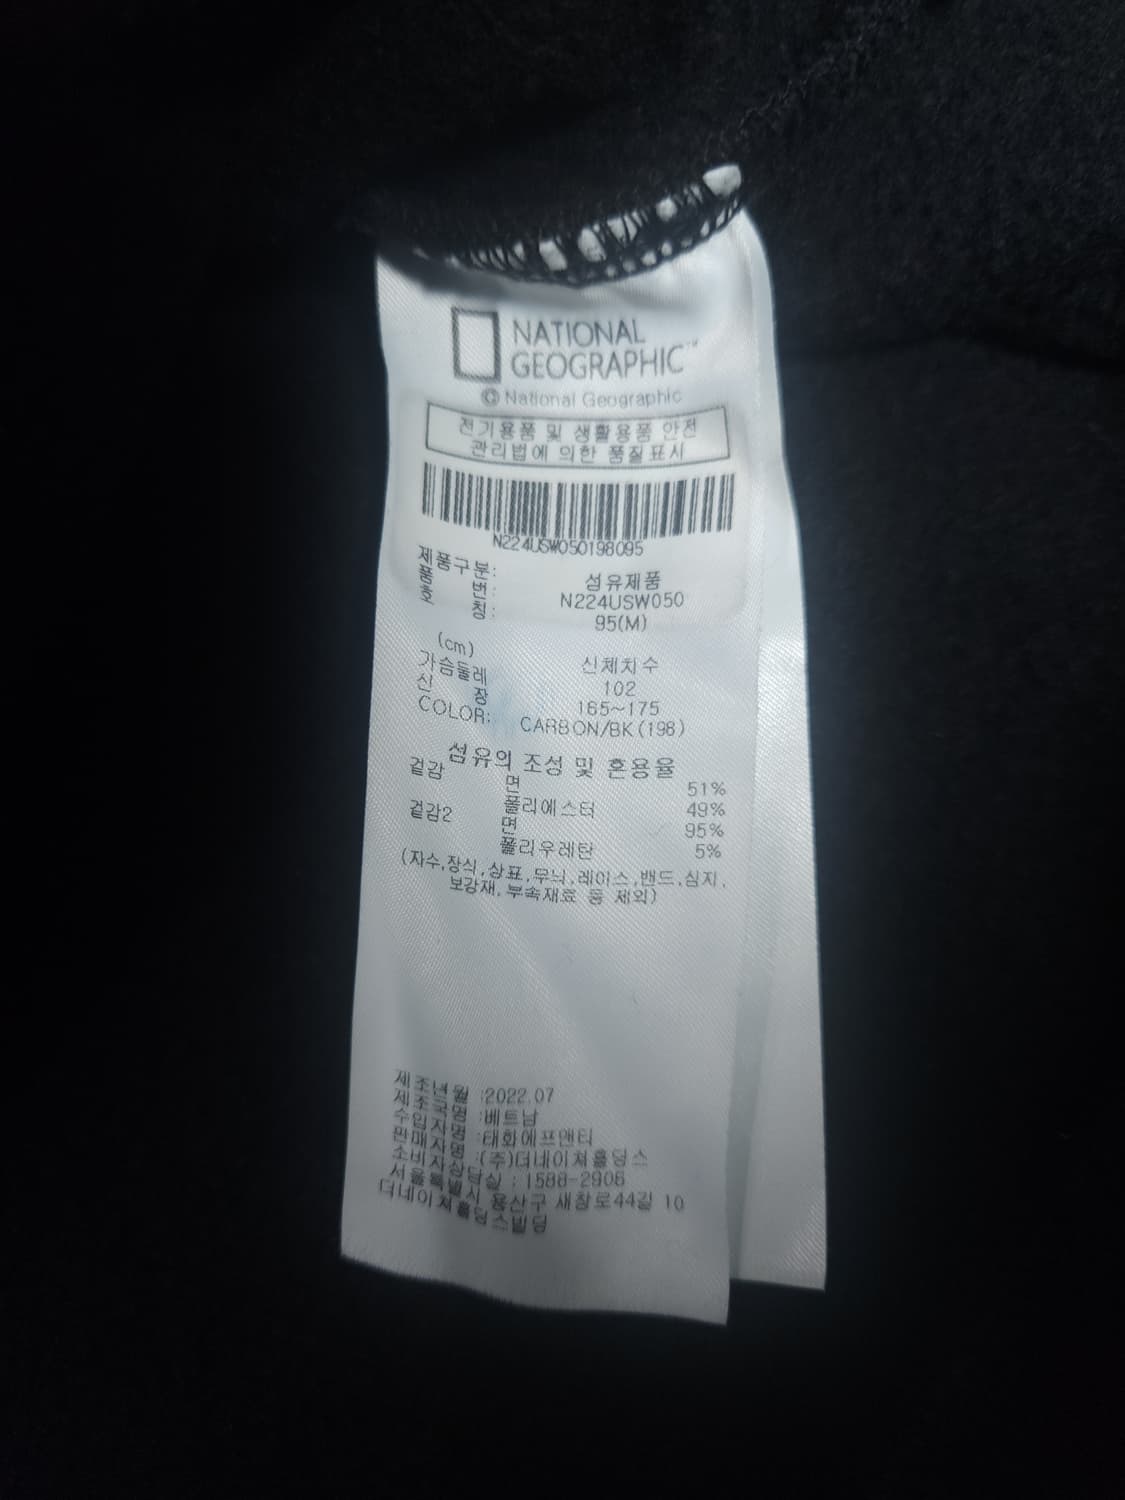 NATIONAL
GEOGRAPHIC™
© National Geographic
전기용품 및 생활용품 안전
관리법에 의한 품질표시
N224USW050198095
제품구분: 섬유제품
품 번: N224USW050
호 칭: 95(M)
(cm) 신체치수
가슴둘레 102
신 장 165~175
COLOR: CARBON/BK(198)
섬유의 조성 및 혼용율
겉감 면 51%
폴리에스터 49%
겉감2 면 95%
폴리우레탄 5%
(자수,장식,상표,무늬,레이스,밴드,심지,
보강재,부속재료 등 제외)
제조년월 :2022.07
제조국명 :베트남
수입자명 :태화에프앤티
판매자명 :(주)더네이쳐홀딩스
소비자상담실 : 1588-2906
서울특별시 용산구 새창로44길 10
더네이쳐홀딩스빌딩